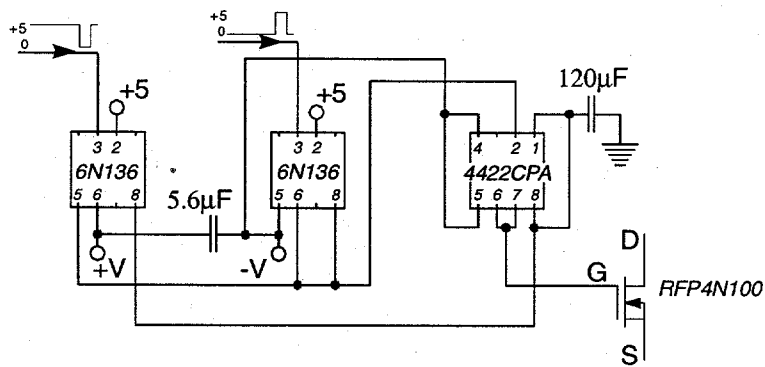 +5
0
+5
0
+5
+5
120μF
3 2
6N136
5 6 8
3 2
6N136
5 6 8
4 2 1
4422CPA
5 6 7 8
5.6μF
+V
-V
D
G
RFP4N100
S